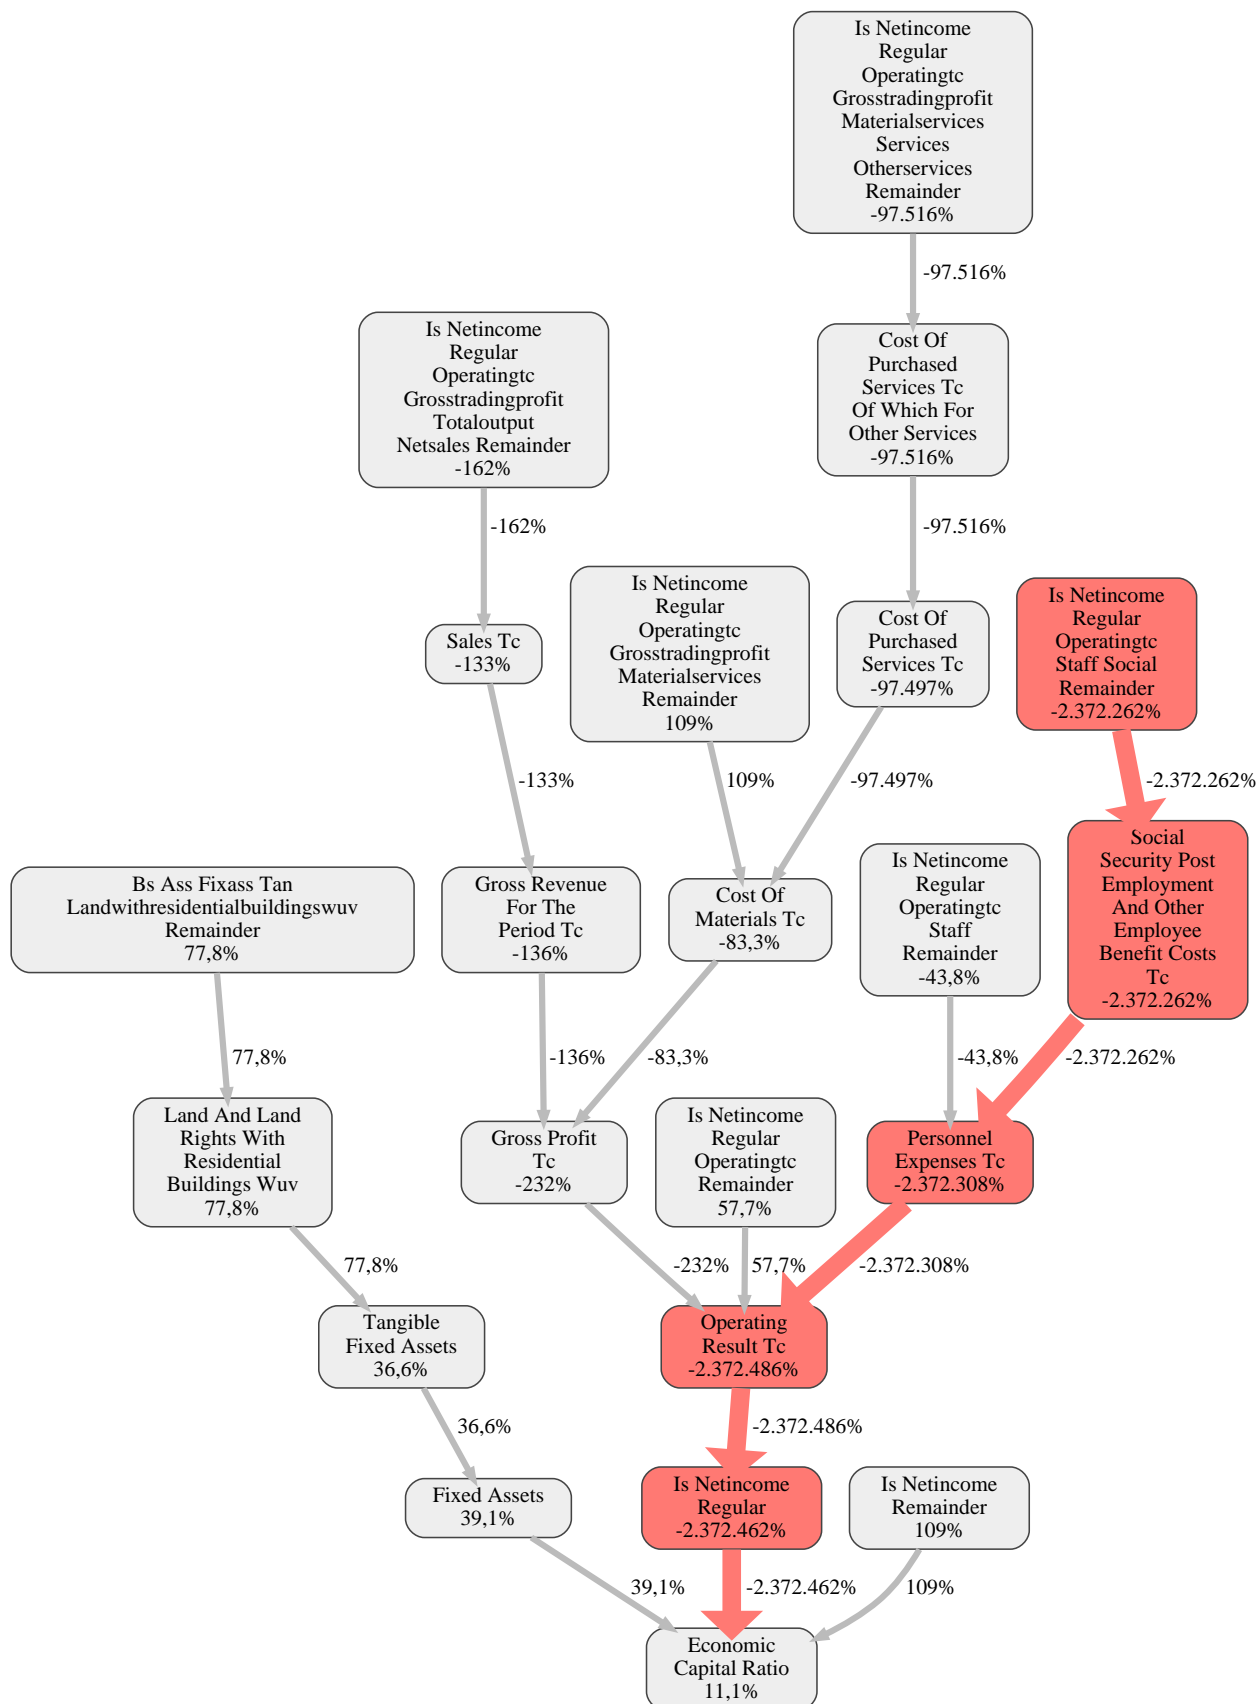 Is Netincome
Regular
Operatingtc
Grosstradingprofit
Materialservices
Services
Otherservices
Remainder
-97.516%
-97.516%
Is Netincome
Regular
Operatingtc
Grosstradingprofit
Totaloutput
Netsales Remainder
-162%
Cost Of
Purchased
Services Tc
Of Which For
Other Services
-97.516%
-162%
-97.516%
Is Netincome
Regular
Operatingtc
Grosstradingprofit
Materialservices
Remainder
109%
Is Netincome
Regular
Operatingtc
Staff Social
Remainder
-2.372.262%
Sales Tc
-133%
Cost Of
Purchased
Services Tc
-97.497%
-133%
109%
-97.497%
-2.372.262%
Social
Security Post
Employment
And Other
Employee
Benefit Costs
Tc
-2.372.262%
Is Netincome
Regular
Operatingtc
Staff
Remainder
-43,8%
Bs Ass Fixass Tan
Landwithresidentialbuildingswuv
Remainder
77,8%
Gross Revenue
For The
Period Tc
-136%
Cost Of
Materials Tc
-83,3%
77,8%
-136%
-83,3%
-43,8%
-2.372.262%
Land And Land
Rights With
Residential
Buildings Wuv
77,8%
Gross Profit
Tc
-232%
Is Netincome
Regular
Operatingtc
Remainder
57,7%
Personnel
Expenses Tc
-2.372.308%
77,8%
-232%
57,7%
-2.372.308%
Tangible
Fixed Assets
36,6%
Operating
Result Tc
-2.372.486%
36,6%
-2.372.486%
Fixed Assets
39,1%
Is Netincome
Regular
-2.372.462%
Is Netincome
Remainder
109%
39,1%
-2.372.462%
109%
Economic
Capital Ratio
11,1%